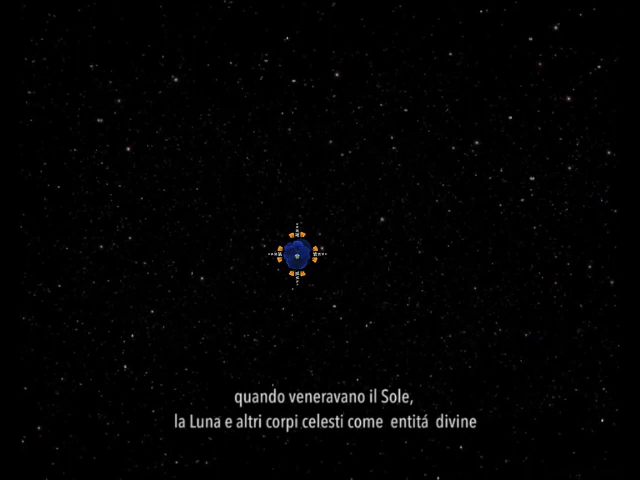 quando veneravano il Sole,
la Luna e altri corpi celesti come entitá divine